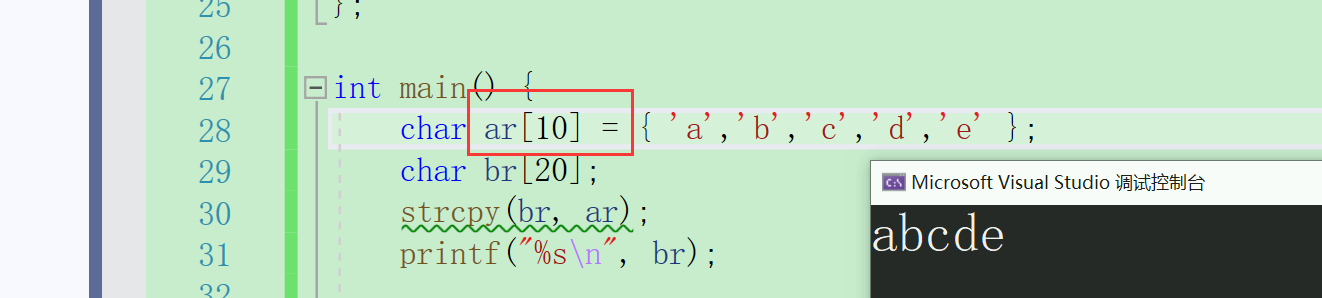 25
};
26
27 int main() {
28 char ar[10] = { 'a','b','c','d','e' };
29 char br[20];
30 strcpy(br, ar);
31 printf("%s\n", br);
32
Microsoft Visual Studio 调试控制台
abcde